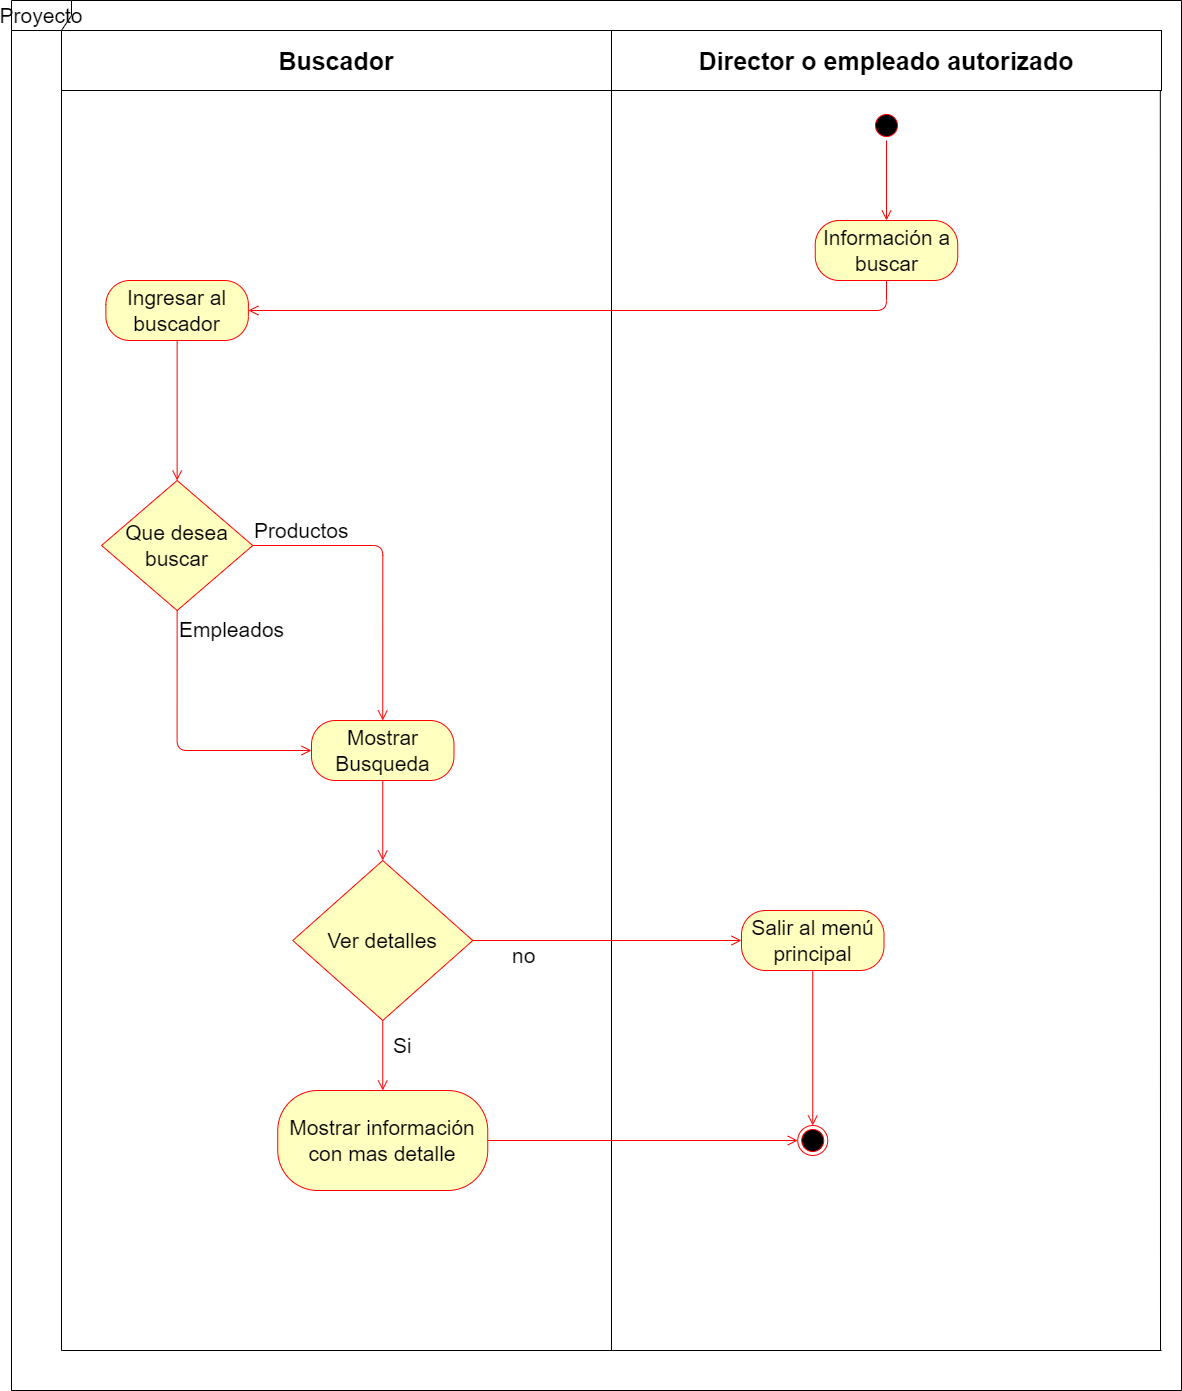 Proyecto
Buscador
Director o empleado autorizado
Información a
buscar
Ingresar al
buscador
Que desea
buscar
Productos
Empleados
Mostrar
Busqueda
Ver detalles
no
Salir al menú
principal
Si
Mostrar información
con mas detalle